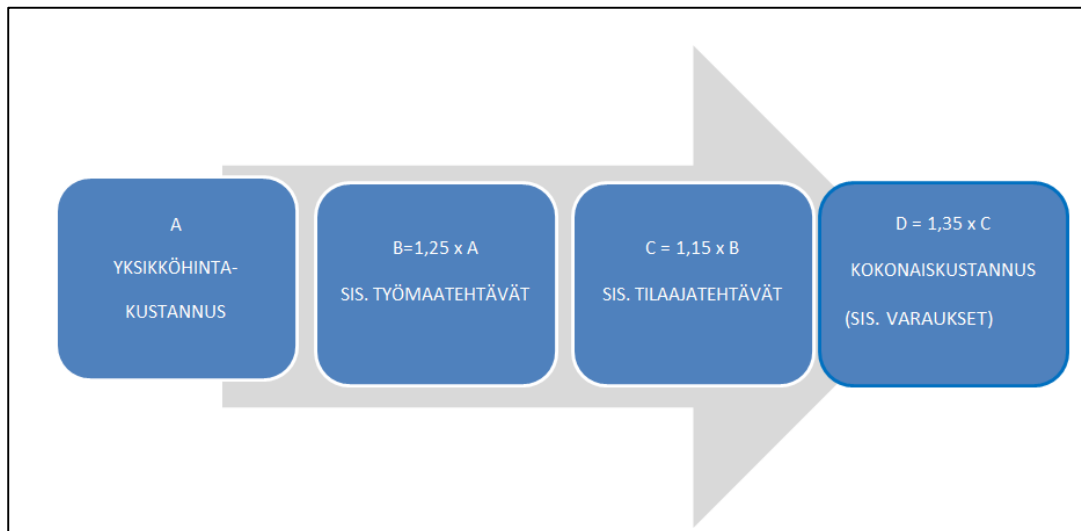 A
YKSIKKÖHINTA-
KUSTANNUS
B=1,25 x A
SIS. TYÖMAATEHTÄVÄT
C = 1,15 x B
SIS. TILAAJATEHTÄVÄT
D = 1,35 x C
KOKONAISKUSTANNUS
(SIS. VARAUKSET)